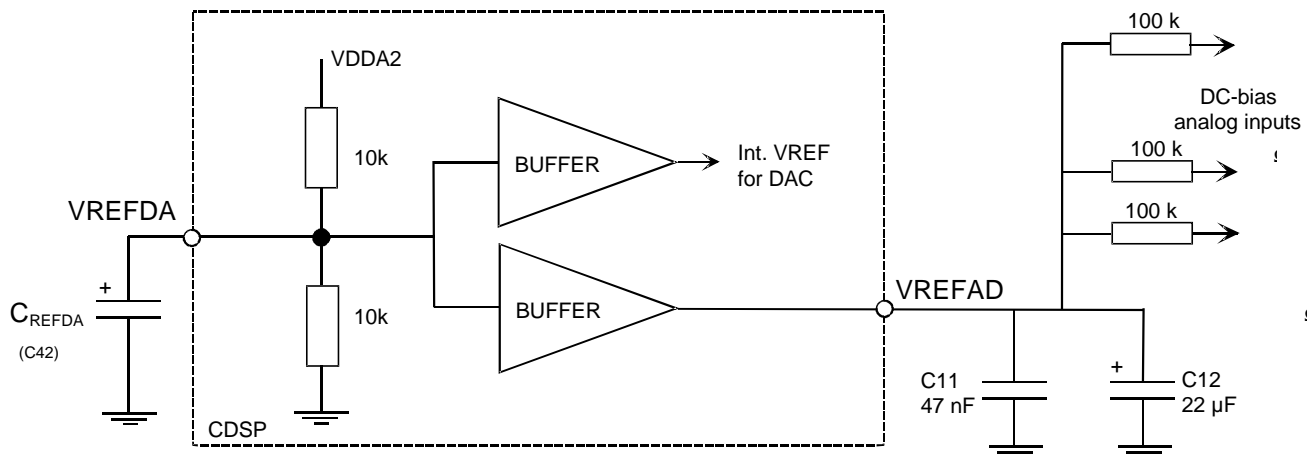 100 k
VDDA2
DC-bias
analog inputs
10k
BUFFER
Int. VREF
for DAC
100 k
VREFDA
100 k
+
CREFDA
(C42)
10k
BUFFER
VREFAD
C11
47 nF
+
C12
22 µF
CDSP